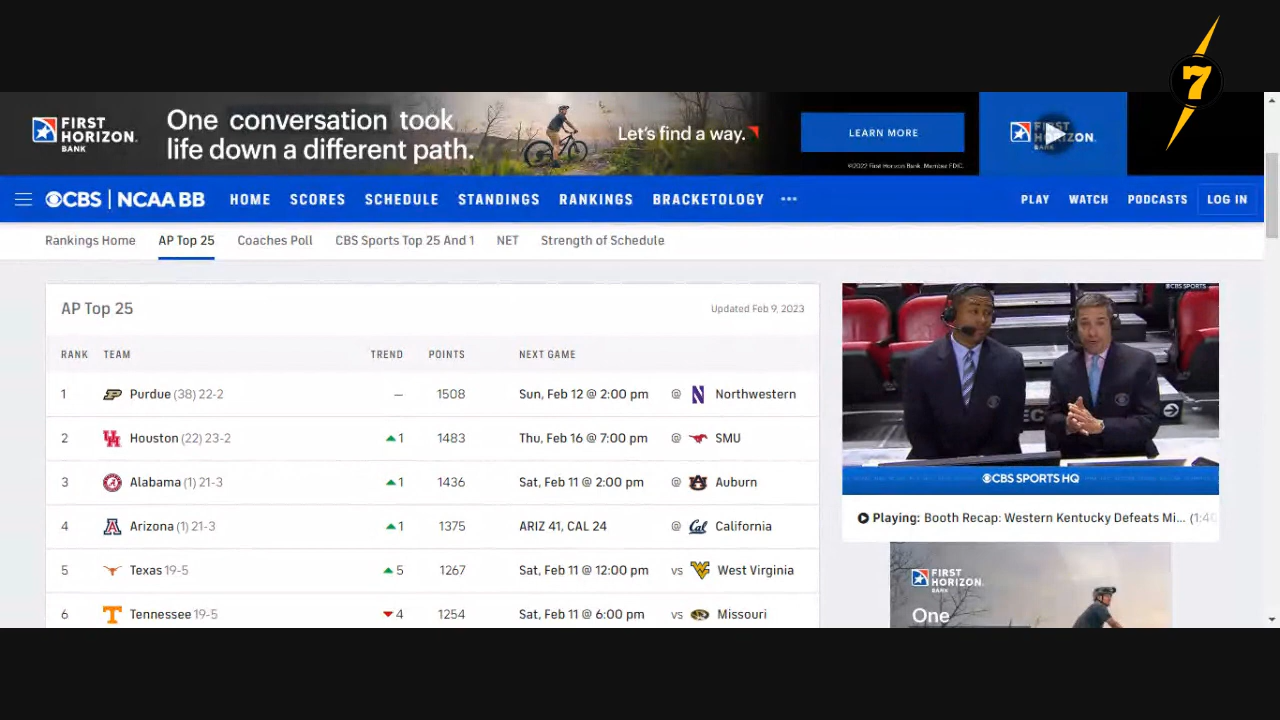 7
FIRST HORIZON BANK
One conversation took
life down a different path.
Let's find a way.
LEARN MORE
©2022 First Horizon Bank. Member FDIC.
FIRST HORIZON BANK
CBS | NCAA BB HOME SCORES SCHEDULE STANDINGS RANKINGS BRACKETOLOGY ••• PLAY WATCH PODCASTS LOG IN
Rankings Home AP Top 25 Coaches Poll CBS Sports Top 25 And 1 NET Strength of Schedule
AP Top 25 Updated Feb 9, 2023
RANK TEAM TREND POINTS NEXT GAME
1 Purdue (38) 22-2 — 1508 Sun, Feb 12 @ 2:00 pm @ Northwestern
2 Houston (22) 23-2 1 1483 Thu, Feb 16 @ 7:00 pm @ SMU
3 Alabama (1) 21-3 1 1436 Sat, Feb 11 @ 2:00 pm @ Auburn
4 Arizona (1) 21-3 1 1375 ARIZ 41, CAL 24 @ Cal California
5 Texas 19-5 5 1267 Sat, Feb 11 @ 12:00 pm vs West Virginia
6 Tennessee 19-5 4 1254 Sat, Feb 11 @ 6:00 pm vs Missouri
CBS SPORTS
CBS SPORTS HQ
Playing: Booth Recap: Western Kentucky Defeats Mi... (1:40
FIRST HORIZON BANK
One